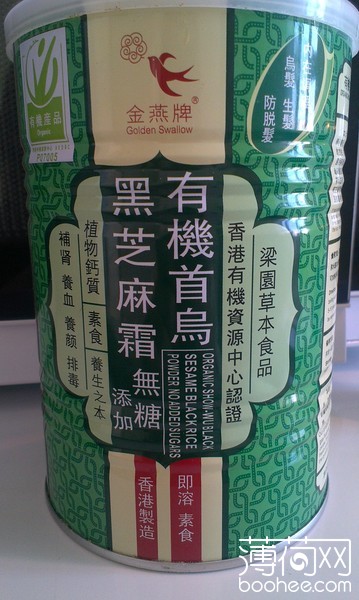 金燕牌®
Golden Swallow
有機產品
Organic
烏髮 生髮
防脫髮
有機首烏
黑芝麻霜
無糖
添加
ORGANIC SHOW WU BLACK
SESAME BLACK RICE
POWDER NO ADDED SUGARS
梁園草本食品
香港有機資源中心認證
植物鈣質 素食 養生之本
補肾 養血 養颜 排毒
即溶 素食
香港製造
薄荷网
boohee.com